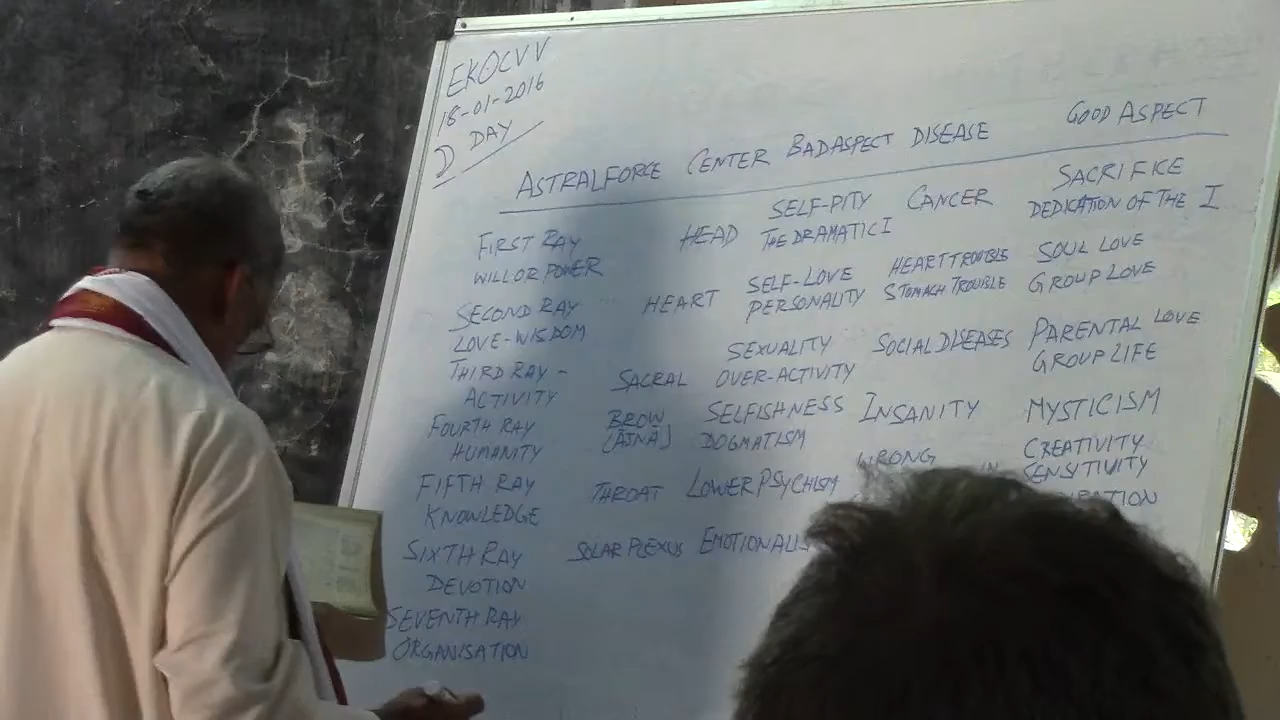 EKOCVV
18-01-2016
D DAY
ASTRALFORCE CENTER BADASPECT DISEASE GOOD ASPECT
FIRST RAY HEAD SELF-PITY CANCER SACRIFICE
WILL OR POWER THE DRAMATIC I DEDICATION OF THE I
SECOND RAY HEART SELF-LOVE HEART TROUBLE SOUL LOVE
LOVE-WISDOM PERSONALITY STOMACH TROUBLE GROUP LOVE
THIRD RAY - SACRAL SEXUALITY SOCIAL DISEASES PARENTAL LOVE
ACTIVITY OVER-ACTIVITY GROUP LIFE
FOURTH RAY BROW SELFISHNESS INSANITY MYSTICISM
HUMANITY (AJNĀ) DOGMATISM
FIFTH RAY THROAT LOWER PSYCHISM WRONG CREATIVITY
KNOWLEDGE SENSITIVITY
SIXTH RAY SOLAR PLEXUS
DEVOTION
SEVENTH RAY
ORGANISATION